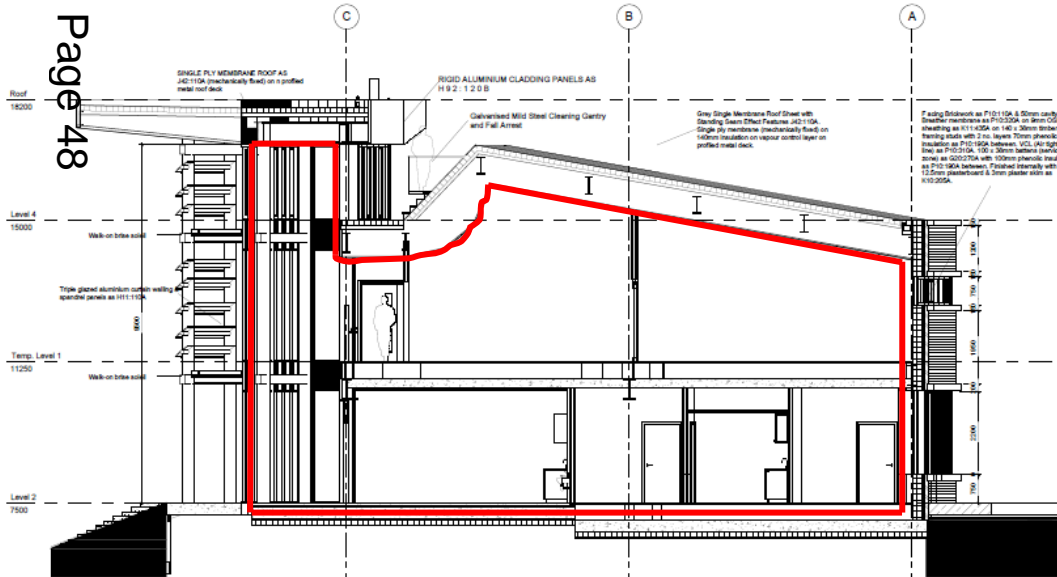 Page 48
C
B
A
Roof
18200
SINGLE PLY MEMBRANE ROOF AS
J42:110A (mechanically fixed) on n profiled
metal roof deck
RIGID ALUMINIUM CLADDING PANELS AS
H92:120B
Galvanised Mild Steel Cleaning Gantry
and Fall Arrest
Grey Single Membrane Roof Sheet with
Standing Seam Effect Features J42:110A.
Single ply membrane (mechanically fixed) on
140mm insulation on vapour control layer on
profiled metal deck.
Facing Brickwork as F10:110A & 50mm cavity
Breather membrane as P10:320A on 9mm OS
sheathing as K11:435A on 140 x 38mm timber
framing studs with 2 no. layers 70mm phenolic
insulation as P10:190A between. VCL (Air tight
line) as P10:310A. 100 x 38mm battens (servic
zone) as G20:270A with 100mm phenolic insul
as P10:190A between. Finished internally with
12.5mm plasterboard & 3mm plaster skim as
K10:205A.
Level 4
15000
Walk-on brise soleil
Triple glazed aluminium curtain walling
spandrel panels as H11:110A
Temp. Level 1
11250
Walk-on brise soleil
Level 2
7500
1200
750
1950
200
2200
750